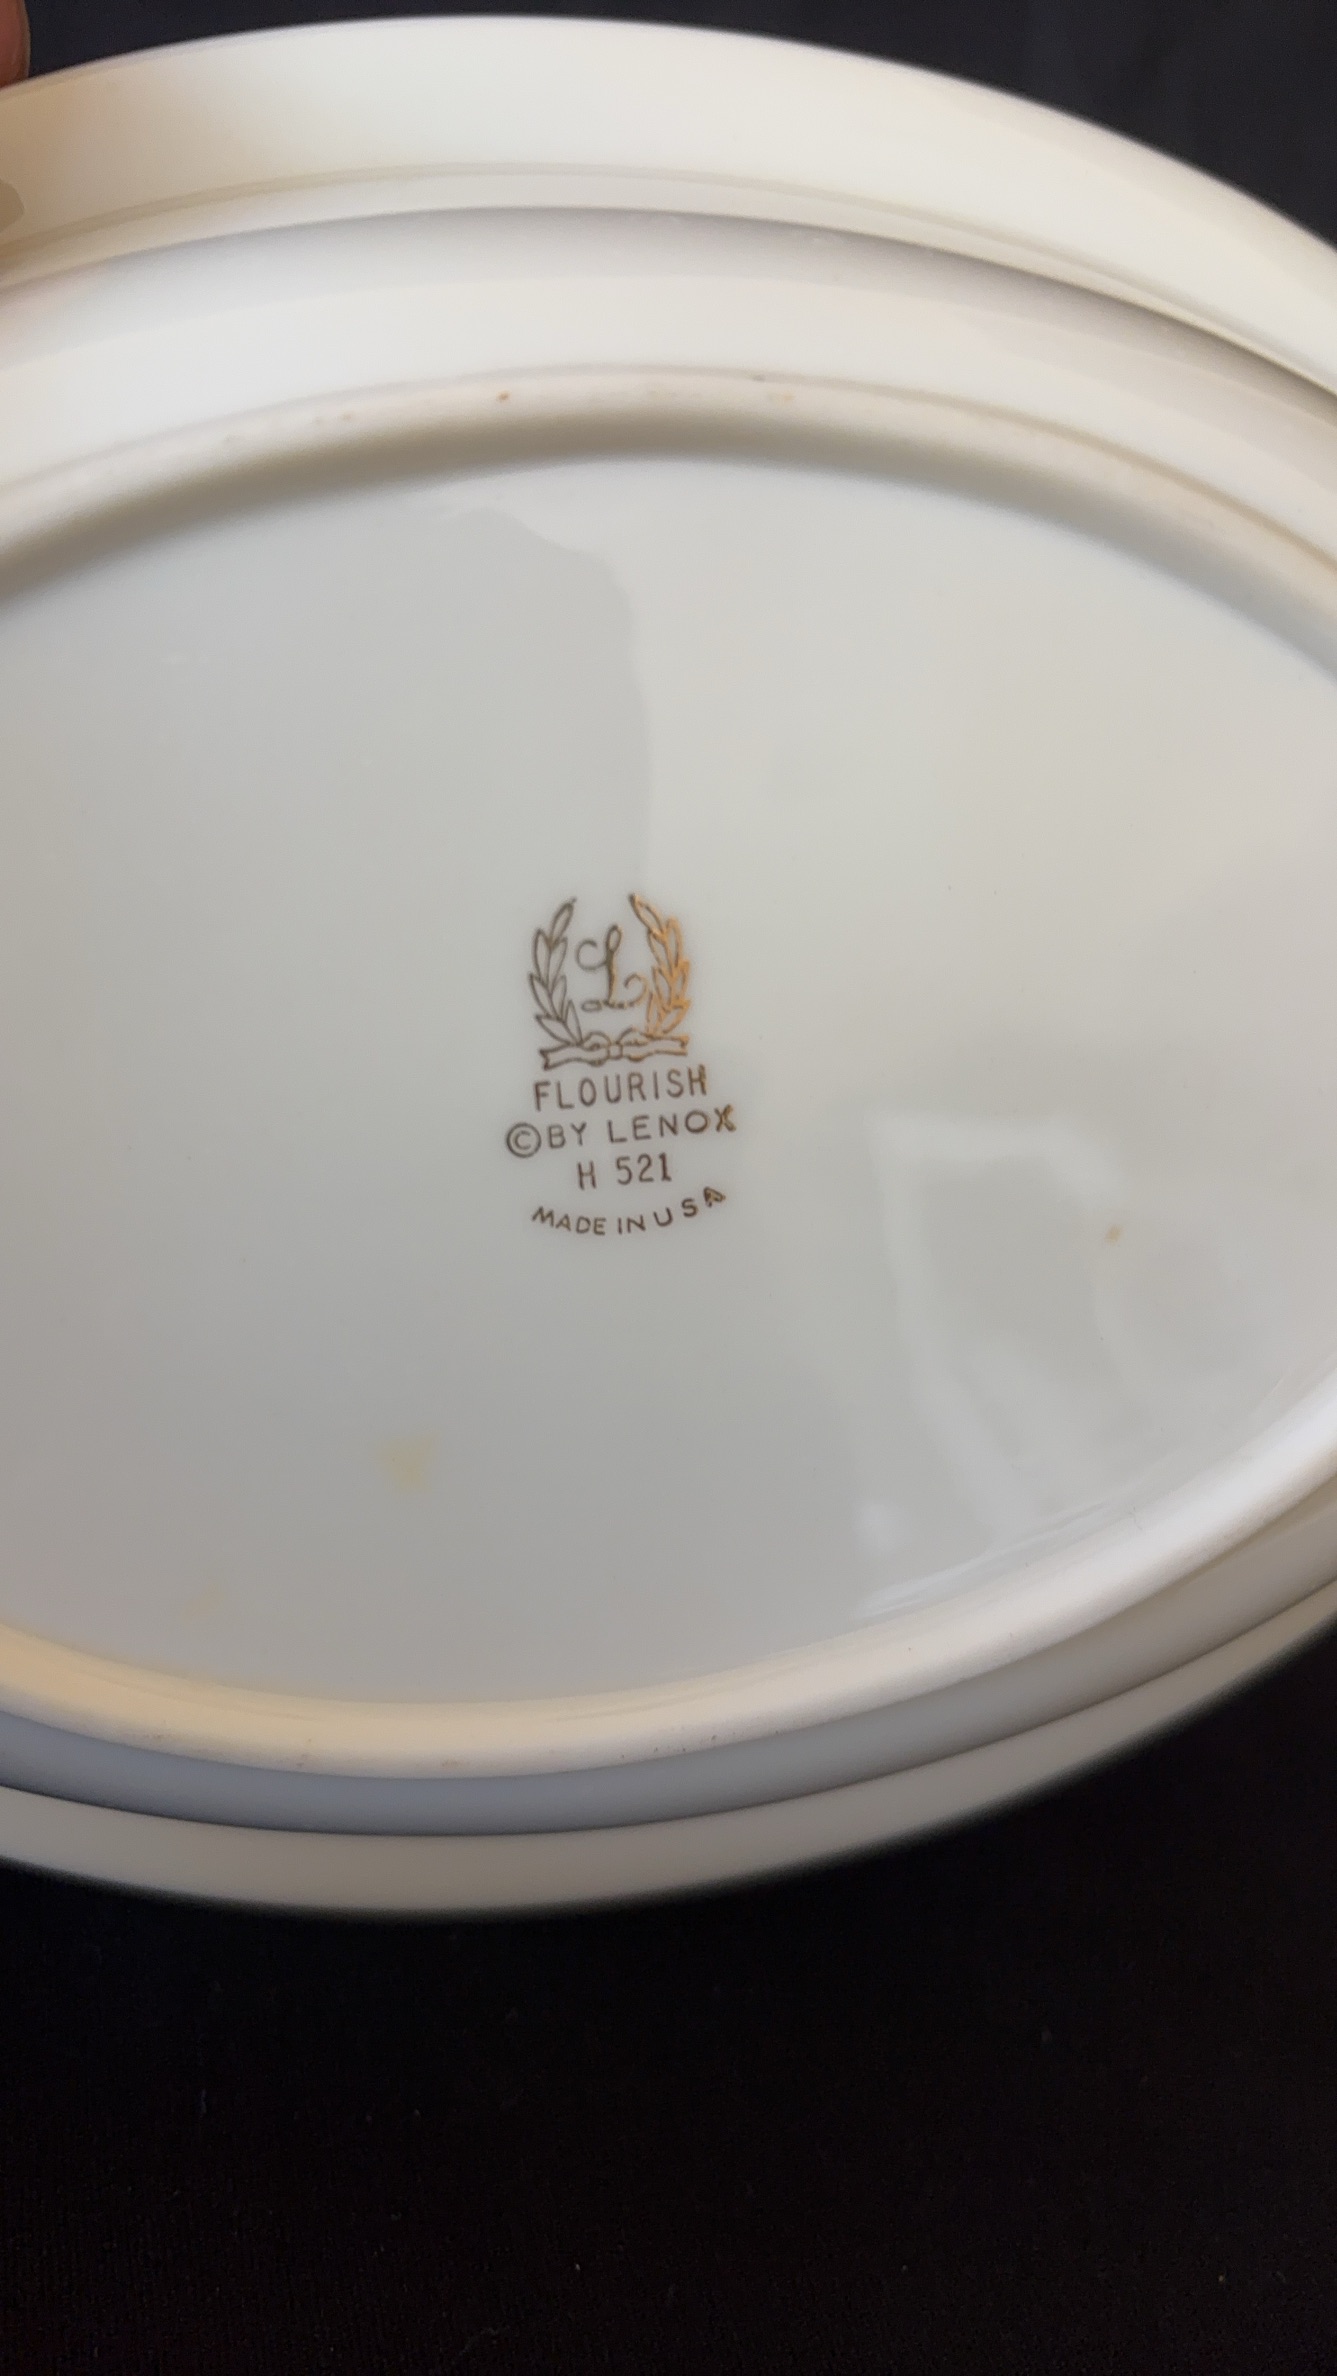 L
FLOURISH
©BY LENOX
H 521
MADE IN USA